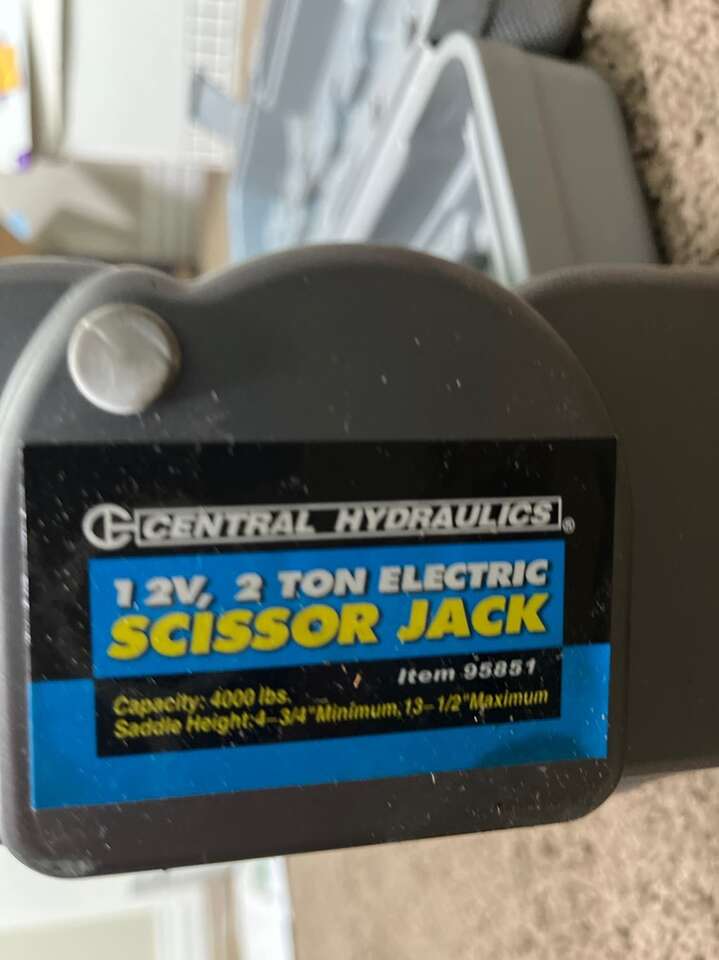 CENTRAL HYDRAULICS®
12V, 2 TON ELECTRIC
SCISSOR JACK
Item 95851
Capacity: 4000 lbs.
Saddle Height:4-3/4"Minimum, 13-1/2"Maximum